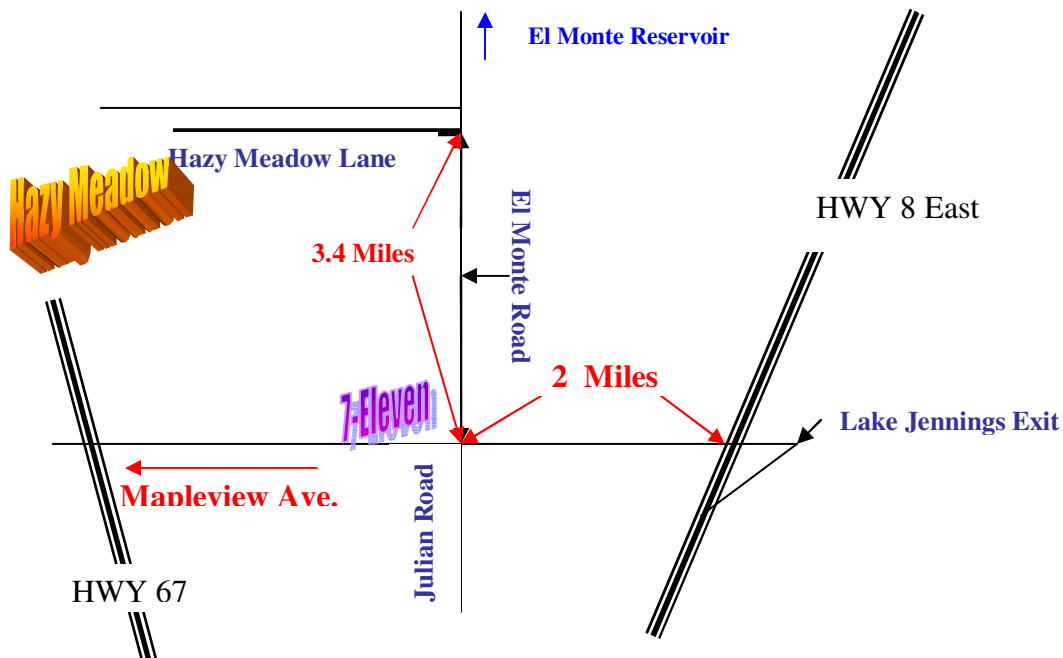 El Monte Reservoir
Hazy Meadow Lane
Hazy Meadow
HWY 8 East
El Monte Road
3.4 Miles
2 Miles
7-Eleven
Lake Jennings Exit
Mapleview Ave.
Julian Road
HWY 67